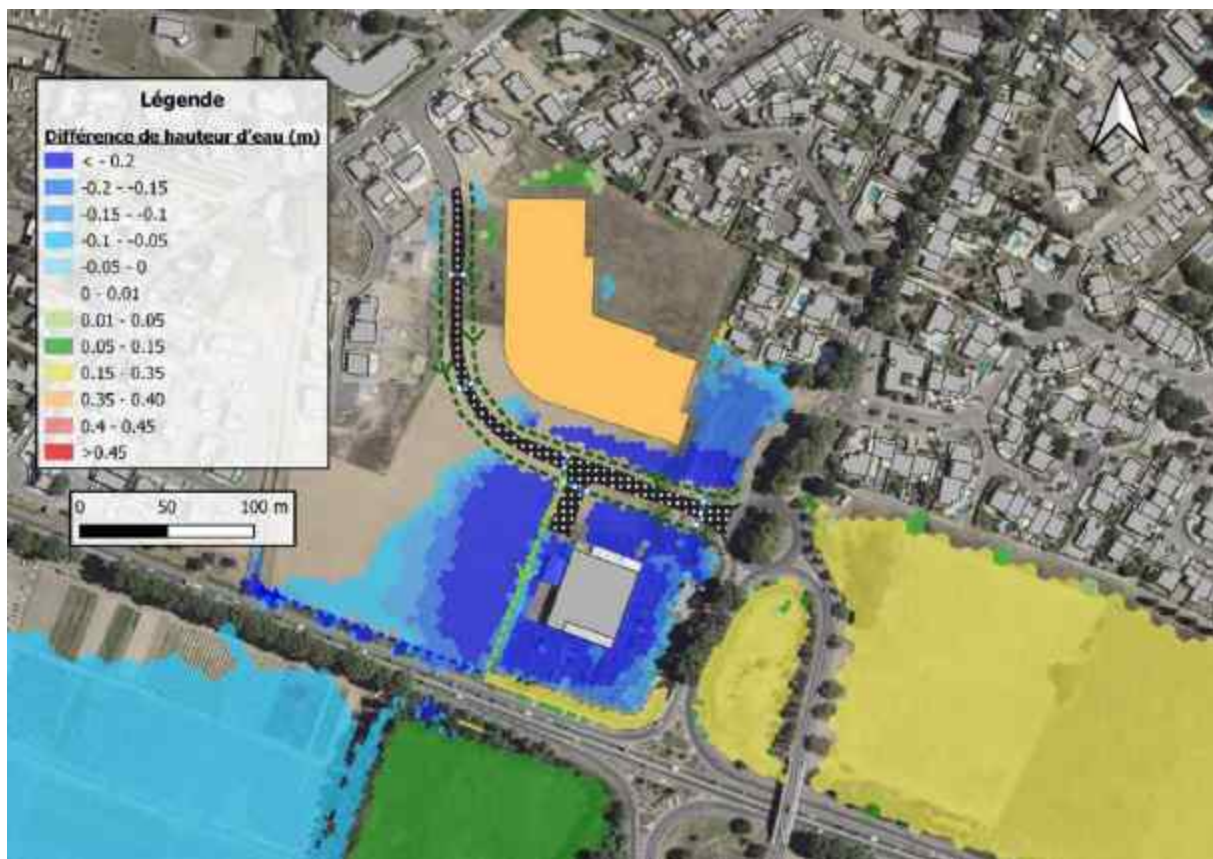 Légende
Différence de hauteur d'eau (m)
< - 0.2
-0.2 - -0.15
-0.15 - -0.1
-0.1 - -0.05
-0.05 - 0
0 - 0.01
0.01 - 0.05
0.05 - 0.15
0.15 - 0.35
0.35 - 0.40
0.4 - 0.45
>0.45
0 50 100 m